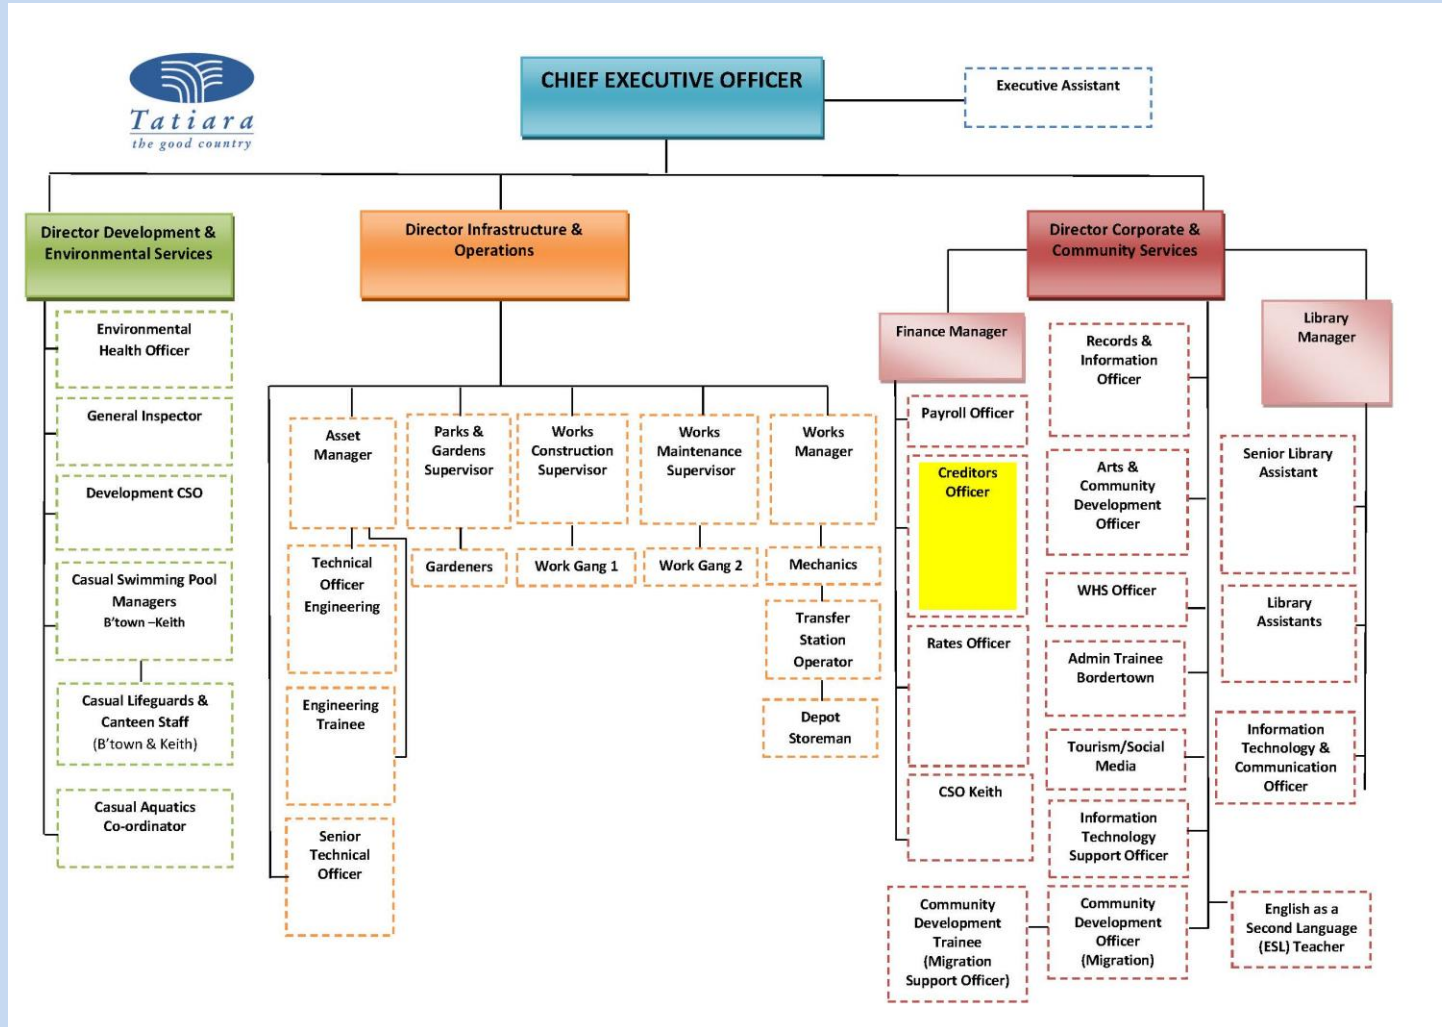 Tatiara
the good country
CHIEF EXECUTIVE OFFICER
Executive Assistant
Director Development &
Environmental Services
Director Infrastructure &
Operations
Director Corporate &
Community Services
Environmental
Health Officer
General Inspector
Development CSO
Casual Swimming Pool
Managers
B'town –Keith
Casual Lifeguards &
Canteen Staff
(B'town & Keith)
Casual Aquatics
Co-ordinator
Asset
Manager
Technical
Officer
Engineering
Engineering
Trainee
Senior
Technical
Officer
Parks &
Gardens
Supervisor
Gardeners
Works
Construction
Supervisor
Work Gang 1
Works
Maintenance
Supervisor
Work Gang 2
Works
Manager
Mechanics
Transfer
Station
Operator
Depot
Storeman
Finance Manager
Payroll Officer
Creditors
Officer
Rates Officer
CSO Keith
Records &
Information
Officer
Arts &
Community
Development
Officer
WHS Officer
Admin Trainee
Bordertown
Tourism/Social
Media
Information
Technology
Support Officer
Community
Development
Officer
(Migration)
Community
Development
Trainee
(Migration
Support Officer)
Library
Manager
Senior Library
Assistant
Library
Assistants
Information
Technology &
Communication
Officer
English as a
Second Language
(ESL) Teacher